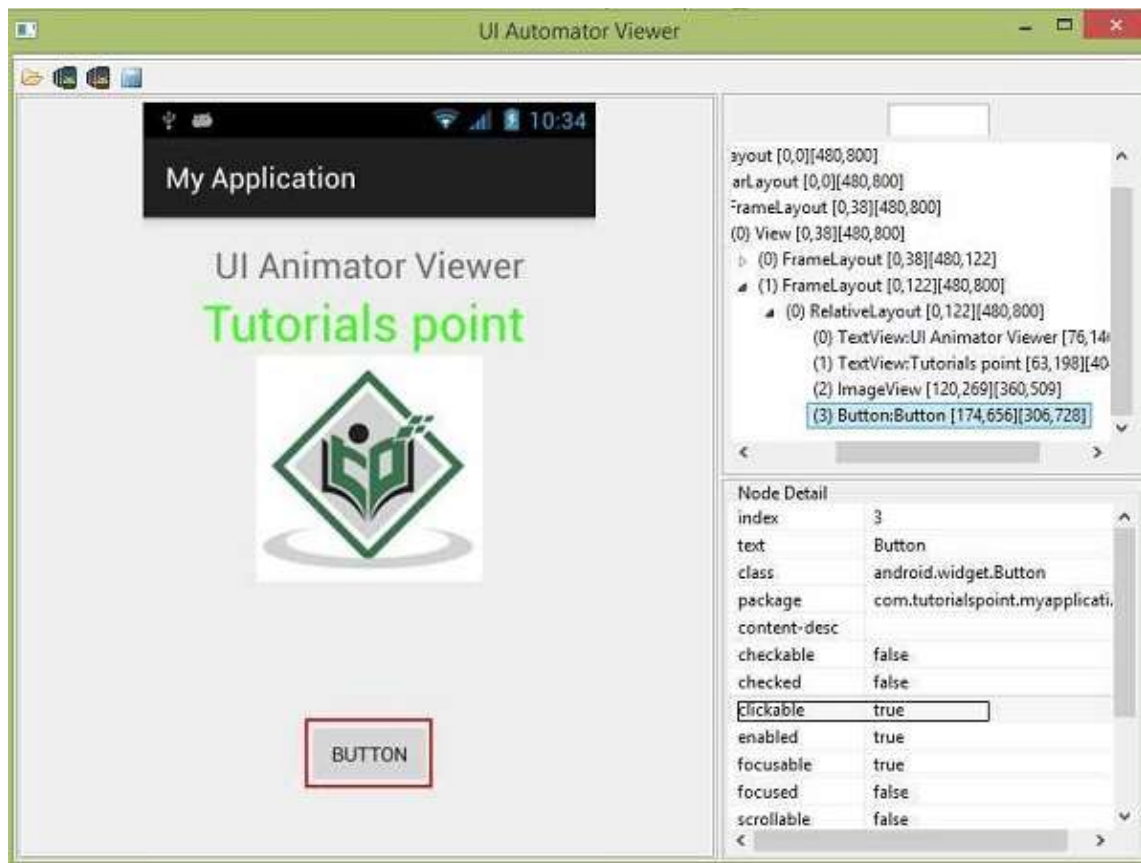 UI Automator Viewer
10:34
My Application
UI Animator Viewer
Tutorials point
BUTTON
ayout [0,0][480,800]
arLayout [0,0][480,800]
FrameLayout [0,38][480,800]
(0) View [0,38][480,800]
(0) FrameLayout [0,38][480,122]
(1) FrameLayout [0,122][480,800]
(0) RelativeLayout [0,122][480,800]
(0) TextView:UI Animator Viewer [76,14
(1) TextView:Tutorials point [63,198][40
(2) ImageView [120,269][360,509]
(3) Button:Button [174,656][306,728]
Node Detail
index 3
text Button
class android.widget.Button
package com.tutorialspoint.myapplicati.
content-desc
checkable false
checked false
clickable true
enabled true
focusable true
focused false
scrollable false